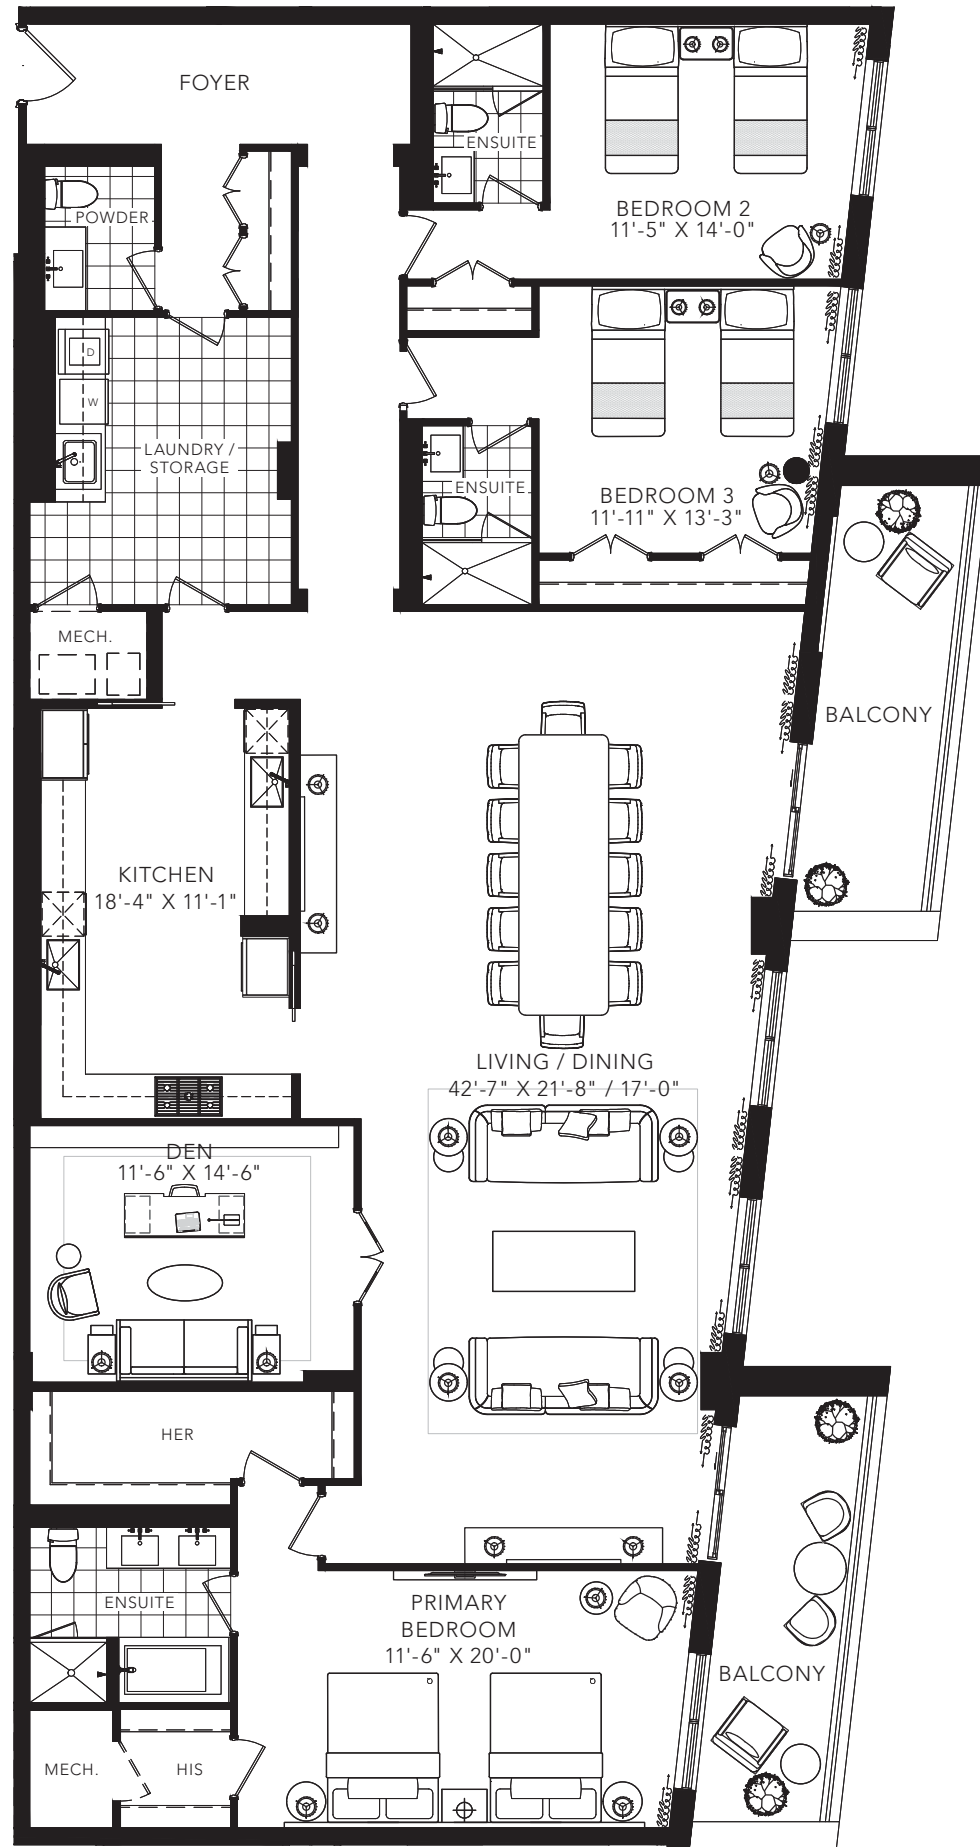 FOYER
ENSUITE
POWDER
BEDROOM 2
11'-5" X 14'-0"
D
W
LAUNDRY /
STORAGE
ENSUITE
BEDROOM 3
11'-11" X 13'-3"
MECH.
BALCONY
KITCHEN
18'-4" X 11'-1"
LIVING / DINING
42'-7" X 21'-8" / 17'-0"
DEN
11'-6" X 14'-6"
HER
ENSUITE
PRIMARY
BEDROOM
11'-6" X 20'-0"
BALCONY
MECH.
HIS